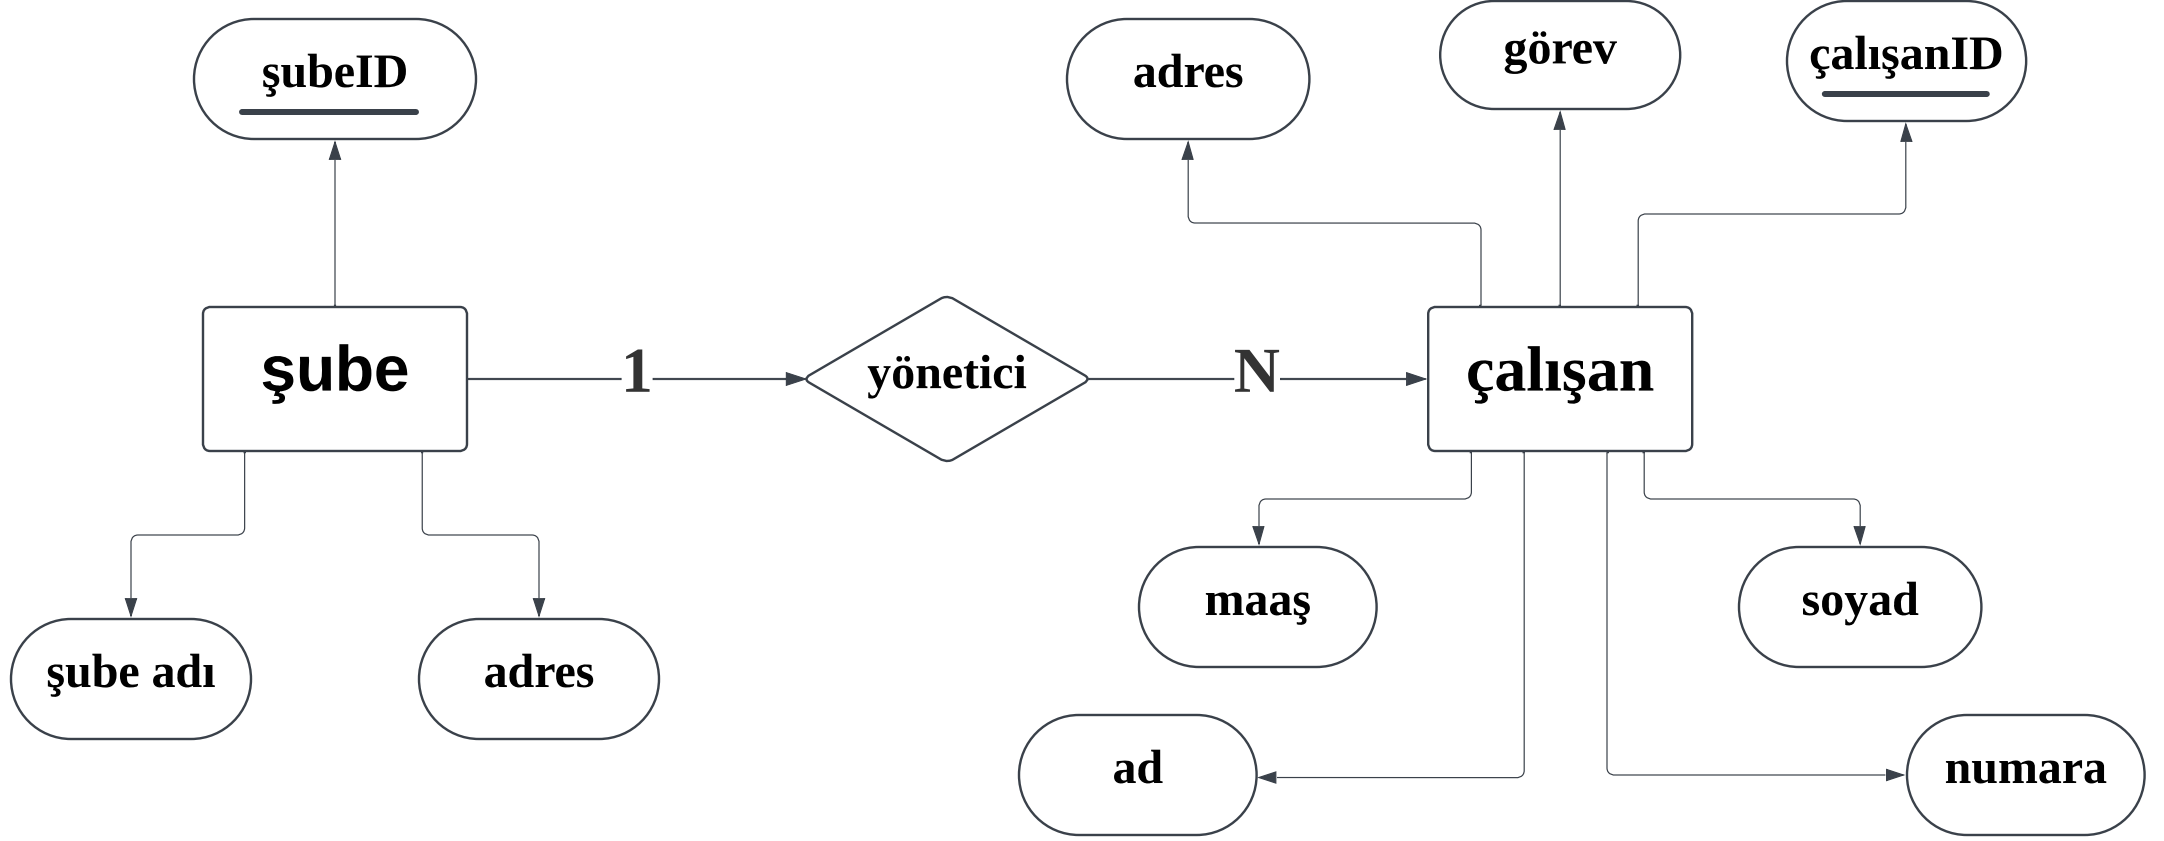 şubeID
adres
görev
çalışanID
şube
1
yönetici
N
çalışan
maaş
soyad
şube adı
adres
ad
numara